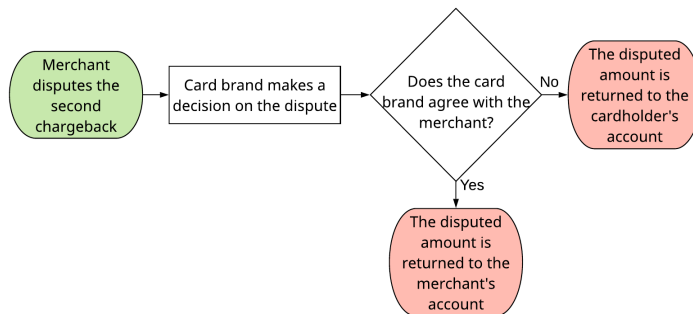 Merchant
disputes the
second
chargeback
Card brand makes a
decision on the dispute
Does the card
brand agree with the
merchant?
No
The disputed
amount is
returned to the
cardholder's
account
Yes
The disputed
amount is
returned to the
merchant's
account